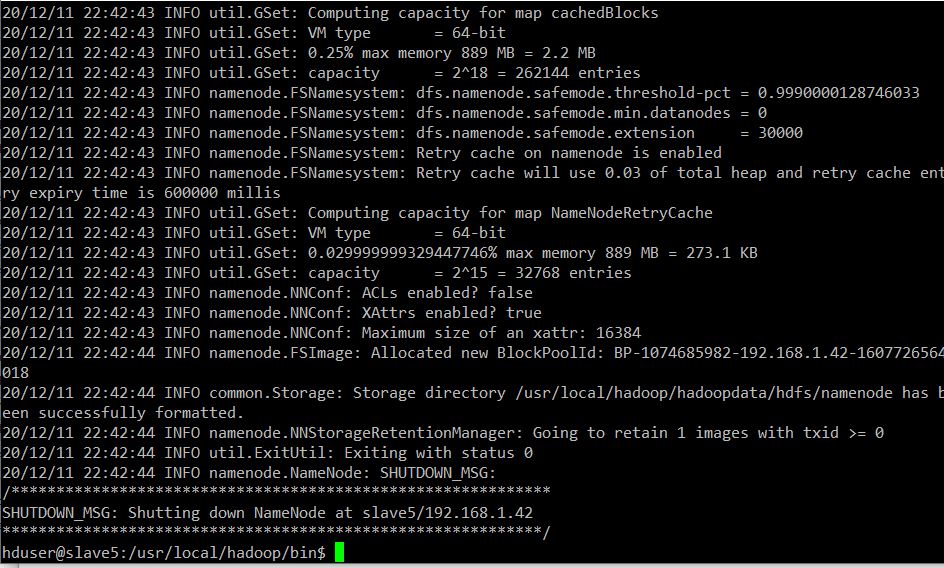 20/12/11 22:42:43 INFO util.GSet: Computing capacity for map cachedBlocks
20/12/11 22:42:43 INFO util.GSet: VM type       = 64-bit
20/12/11 22:42:43 INFO util.GSet: 0.25% max memory 889 MB = 2.2 MB
20/12/11 22:42:43 INFO util.GSet: capacity      = 2^18 = 262144 entries
20/12/11 22:42:43 INFO namenode.FSNamesystem: dfs.namenode.safemode.threshold-pct = 0.9990000128746033
20/12/11 22:42:43 INFO namenode.FSNamesystem: dfs.namenode.safemode.min.datanodes = 0
20/12/11 22:42:43 INFO namenode.FSNamesystem: dfs.namenode.safemode.extension     = 30000
20/12/11 22:42:43 INFO namenode.FSNamesystem: Retry cache on namenode is enabled
20/12/11 22:42:43 INFO namenode.FSNamesystem: Retry cache will use 0.03 of total heap and retry cache ent
ry expiry time is 600000 millis
20/12/11 22:42:43 INFO util.GSet: Computing capacity for map NameNodeRetryCache
20/12/11 22:42:43 INFO util.GSet: VM type       = 64-bit
20/12/11 22:42:43 INFO util.GSet: 0.029999999329447746% max memory 889 MB = 273.1 KB
20/12/11 22:42:43 INFO util.GSet: capacity      = 2^15 = 32768 entries
20/12/11 22:42:43 INFO namenode.NNConf: ACLs enabled? false
20/12/11 22:42:43 INFO namenode.NNConf: XAttrs enabled? true
20/12/11 22:42:43 INFO namenode.NNConf: Maximum size of an xattr: 16384
20/12/11 22:42:44 INFO namenode.FSImage: Allocated new BlockPoolId: BP-1074685982-192.168.1.42-1607726564
018
20/12/11 22:42:44 INFO common.Storage: Storage directory /usr/local/hadoop/hadoopdata/hdfs/namenode has b
een successfully formatted.
20/12/11 22:42:44 INFO namenode.NNStorageRetentionManager: Going to retain 1 images with txid >= 0
20/12/11 22:42:44 INFO util.ExitUtil: Exiting with status 0
20/12/11 22:42:44 INFO namenode.NameNode: SHUTDOWN_MSG:
/************************************************************
SHUTDOWN_MSG: Shutting down NameNode at slave5/192.168.1.42
************************************************************/
hduser@slave5:/usr/local/hadoop/bin$